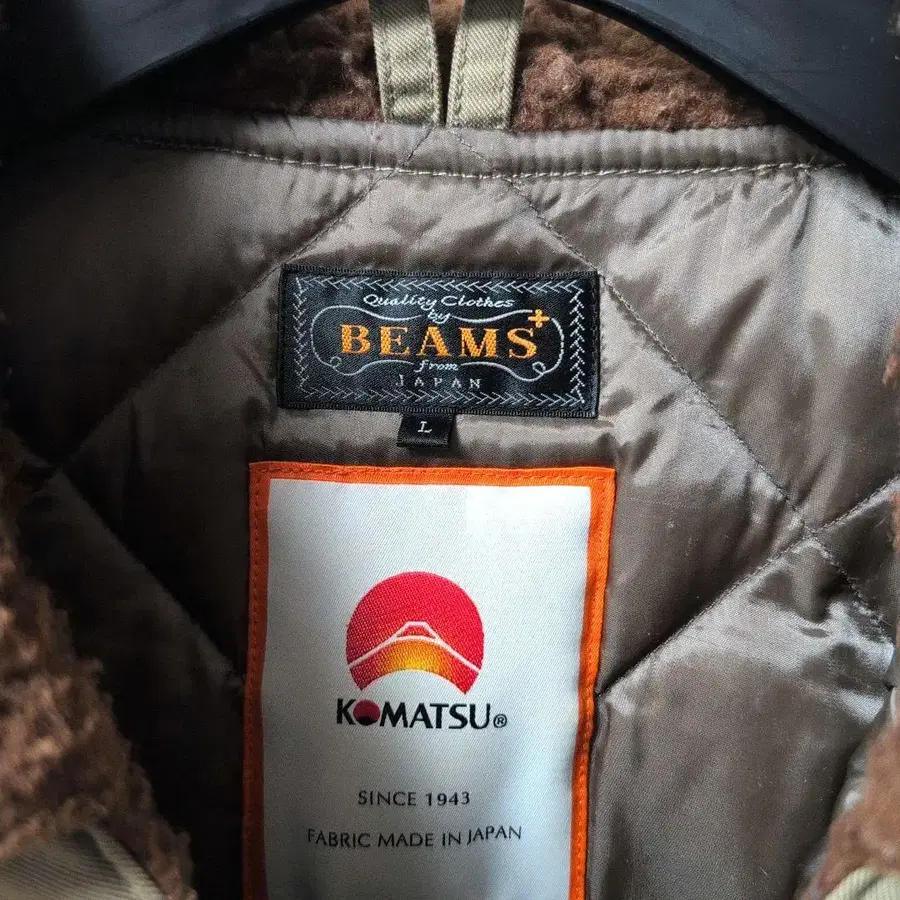 Quality Clothes
by
BEAMS+
from
JAPAN
L
KOMATSU®
SINCE 1943
FABRIC MADE IN JAPAN